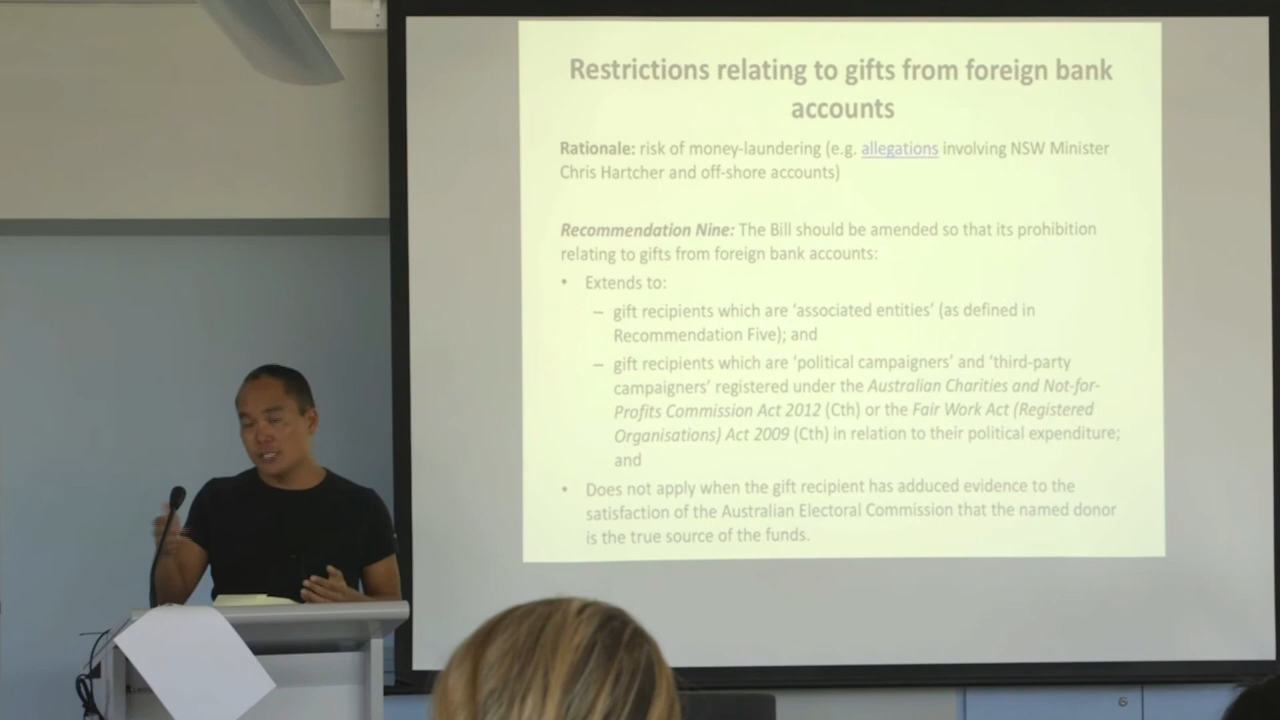 Restrictions relating to gifts from foreign bank
accounts
Rationale: risk of money-laundering (e.g. allegations involving NSW Minister
Chris Hartcher and off-shore accounts)
Recommendation Nine: The Bill should be amended so that its prohibition
relating to gifts from foreign bank accounts:
• Extends to:
– gift recipients which are ‘associated entities’ (as defined in
Recommendation Five); and
– gift recipients which are ‘political campaigners’ and ‘third-party
campaigners’ registered under the Australian Charities and Not-for-
Profits Commission Act 2012 (Cth) or the Fair Work Act (Registered
Organisations) Act 2009 (Cth) in relation to their political expenditure;
and
• Does not apply when the gift recipient has adduced evidence to the
satisfaction of the Australian Electoral Commission that the named donor
is the true source of the funds.